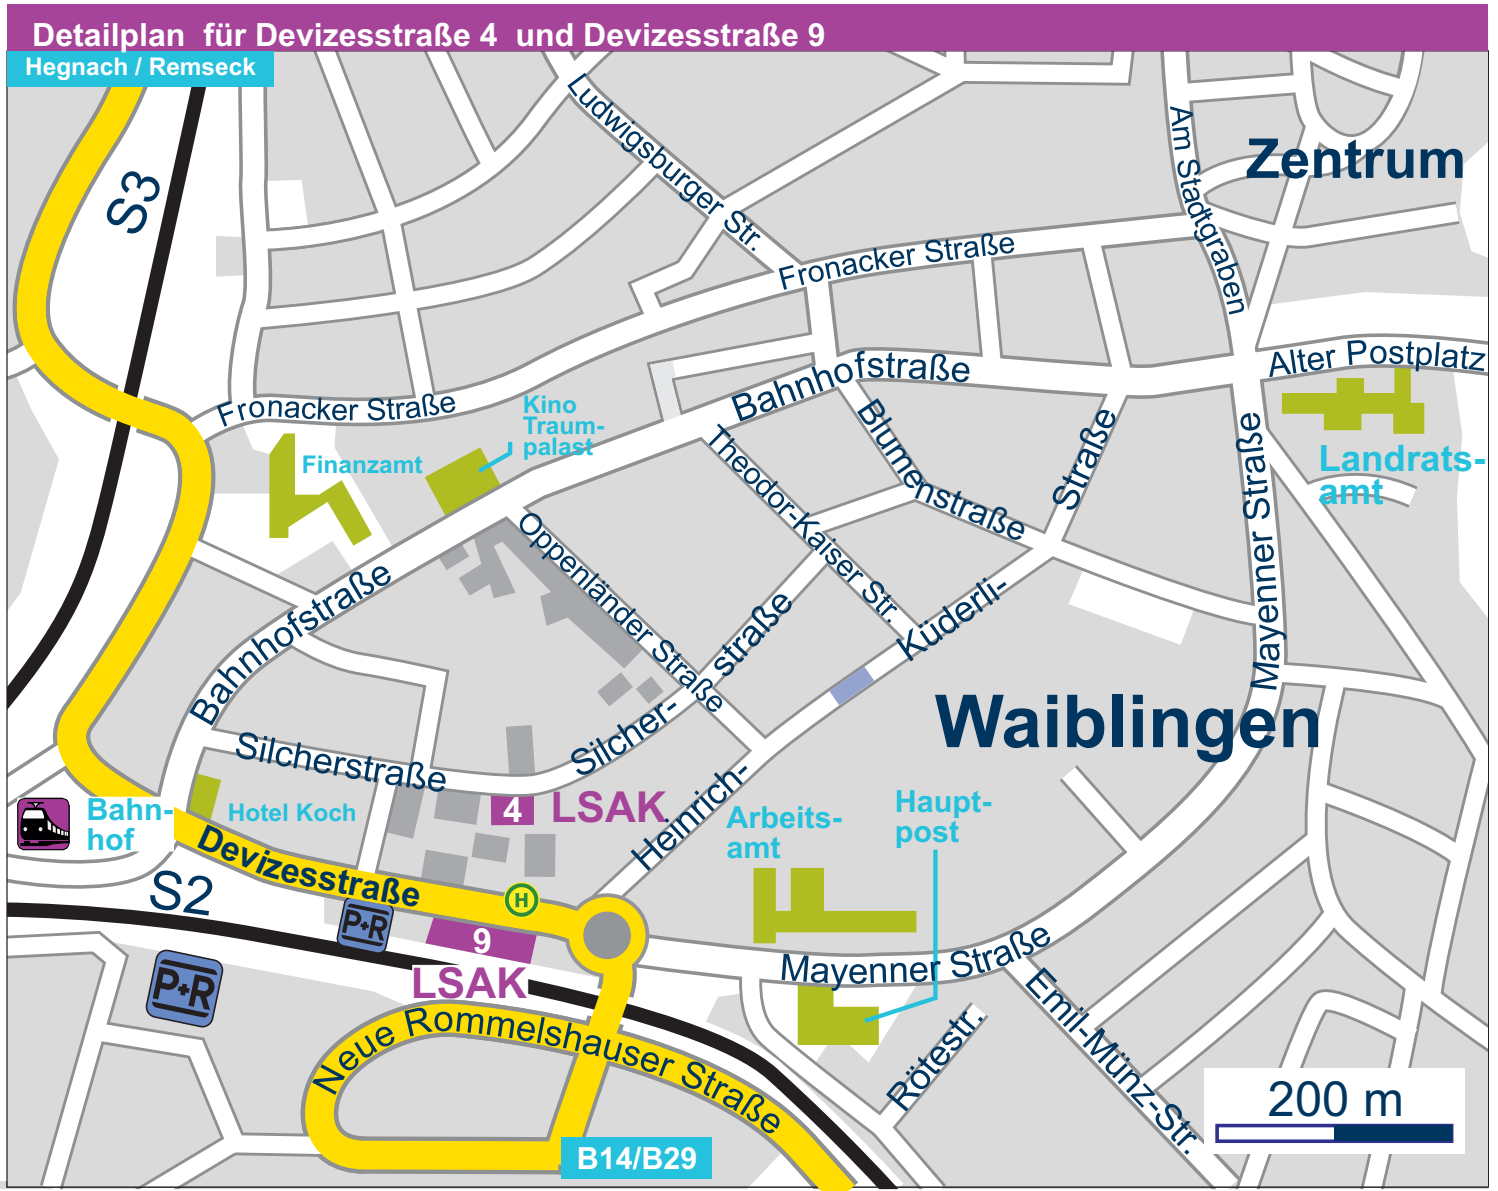 Detailplan für Devizesstraße 4 und Devizesstraße 9
Hegnach / Remseck
S3
Ludwigsburger Str.
Am Stadtgraben
Zentrum
Fronacker Straße
Alter Postplatz
Bahnhofstraße
Fronacker Straße
Kino
Traum-
palast
Finanzamt
Blumenstraße
Straße
Mayenner Straße
Landrats-
amt
Theodor-Kaiser Str.
Oppenländer Straße
Bahnhofstraße
straße
Küderli-
Silcher-
Silcherstraße
Waiblingen
Heinrich-
Bahn-
hof
Hotel Koch
4
LSAK
Arbeits-
amt
Haupt-
post
Devizesstraße
H
S2
P+R
9
LSAK
P+R
Mayenner Straße
Neue Rommelshauser Straße
Rötestr.
Emil-Münz-Str.
200 m
B14/B29